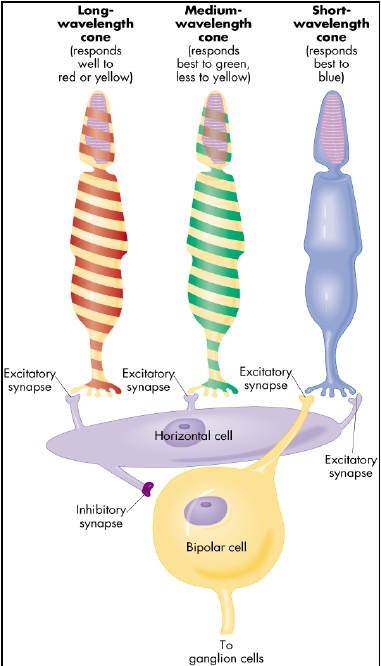 Long-
wavelength
cone
(responds
well to
red or yellow)
Medium-
wavelength
cone
(responds
best to green,
less to yellow)
Short-
wavelength
cone
(responds
best to
blue)
Excitatory
synapse
Excitatory
synapse
Excitatory
synapse
Horizontal cell
Excitatory
synapse
Inhibitory
synapse
Bipolar cell
To
ganglion cells